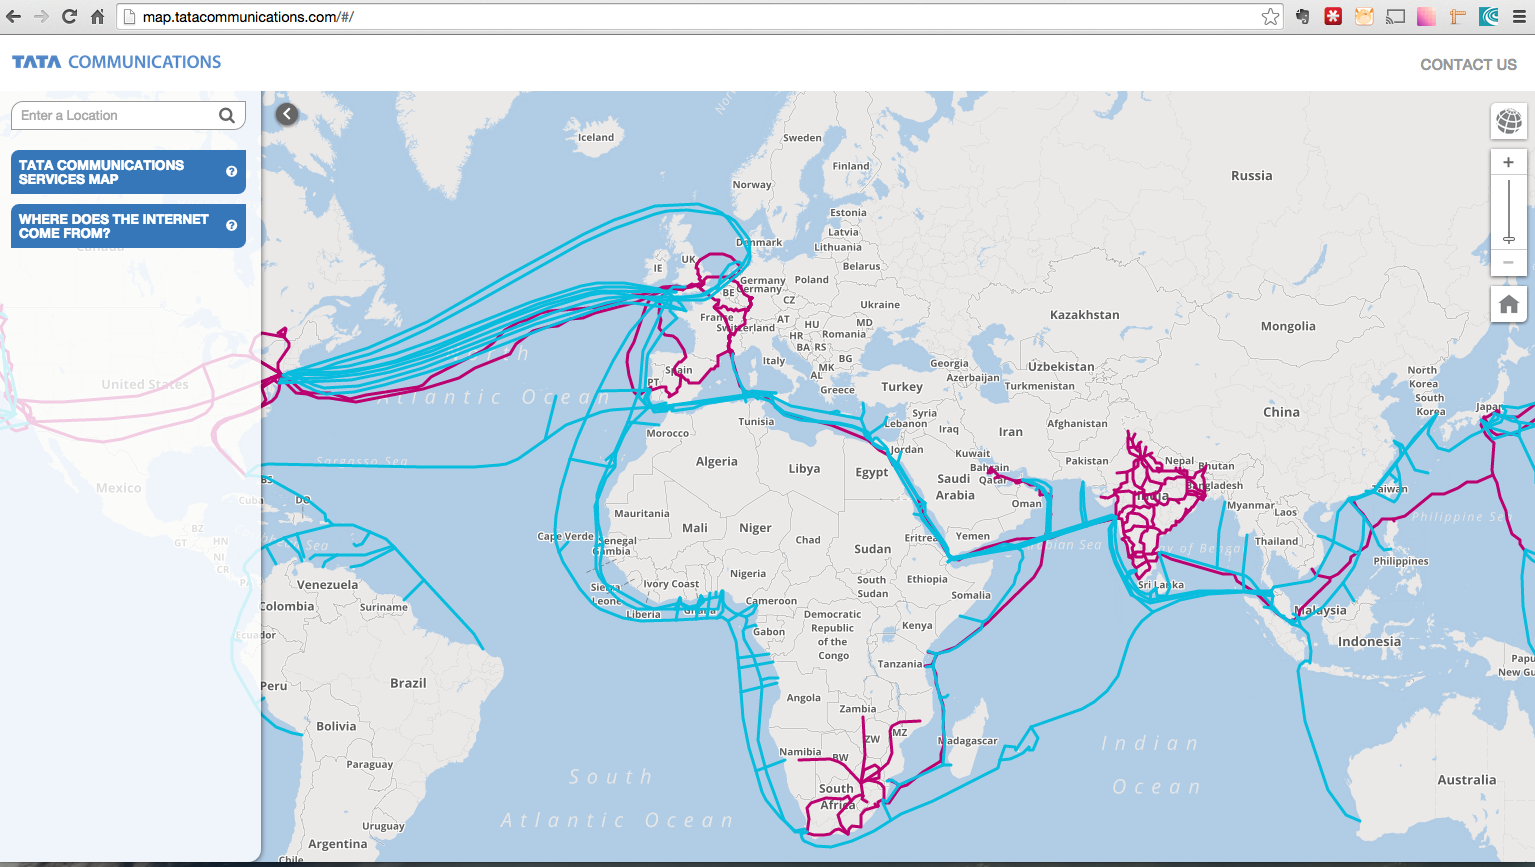 map.tatacommunications.com/#/
TATA COMMUNICATIONS
CONTACT US
Enter a Location
TATA COMMUNICATIONS
SERVICES MAP
WHERE DOES THE INTERNET
COME FROM?
Canada
United States
Mexico
Cuba
BS
DO
BZ
GT
HN
NI
CR
Venezuela
Colombia
Suriname
Ecuador
Peru
Brazil
Bolivia
Paraguay
Uruguay
Argentina
Chile
Sargasso Sea
Atlantic Ocean
South
Atlantic Ocean
Iceland
Sweden
Finland
Norway
Estonia
Latvia
Denmark
Lithuania
Belarus
IE
UK
BE
Germany
Germany
Poland
CZ
Ukraine
France
Switzerland
AT
HU
MD
Romania
HR
BA
RS
BG
MK
AL
Italy
Greece
Spain
PT
Russia
Kazakhstan
Mongolia
Georgia
Azerbaijan
Uzbekistan
Turkmenistan
Turkey
Syria
Lebanon
Iraq
Iran
Afghanistan
Jordan
Kuwait
Bahrain
Qatar
Pakistan
Saudi
Arabia
Oman
Yemen
Nepal
Bhutan
Bangladesh
India
Sri Lanka
Myanmar
Laos
Thailand
China
North
Korea
South
Korea
Japan
Taiwan
Philippine Se
Philippines
Malaysia
Indonesia
Papu
New Gu
Australia
Morocco
Tunisia
Algeria
Libya
Egypt
Mauritania
Mali
Niger
Chad
Sudan
Eritrea
Cape Verde
Senegal
Gambia
Sierra
Leone
Liberia
Ivory Coast
Ghana
Nigeria
Cameroon
South
Sudan
Ethiopia
Somalia
Gabon
Democratic
Republic
of the
Congo
Kenya
Tanzania
Angola
Zambia
ZW
MZ
Namibia
BW
Madagascar
South
Africa
Indian
Ocean